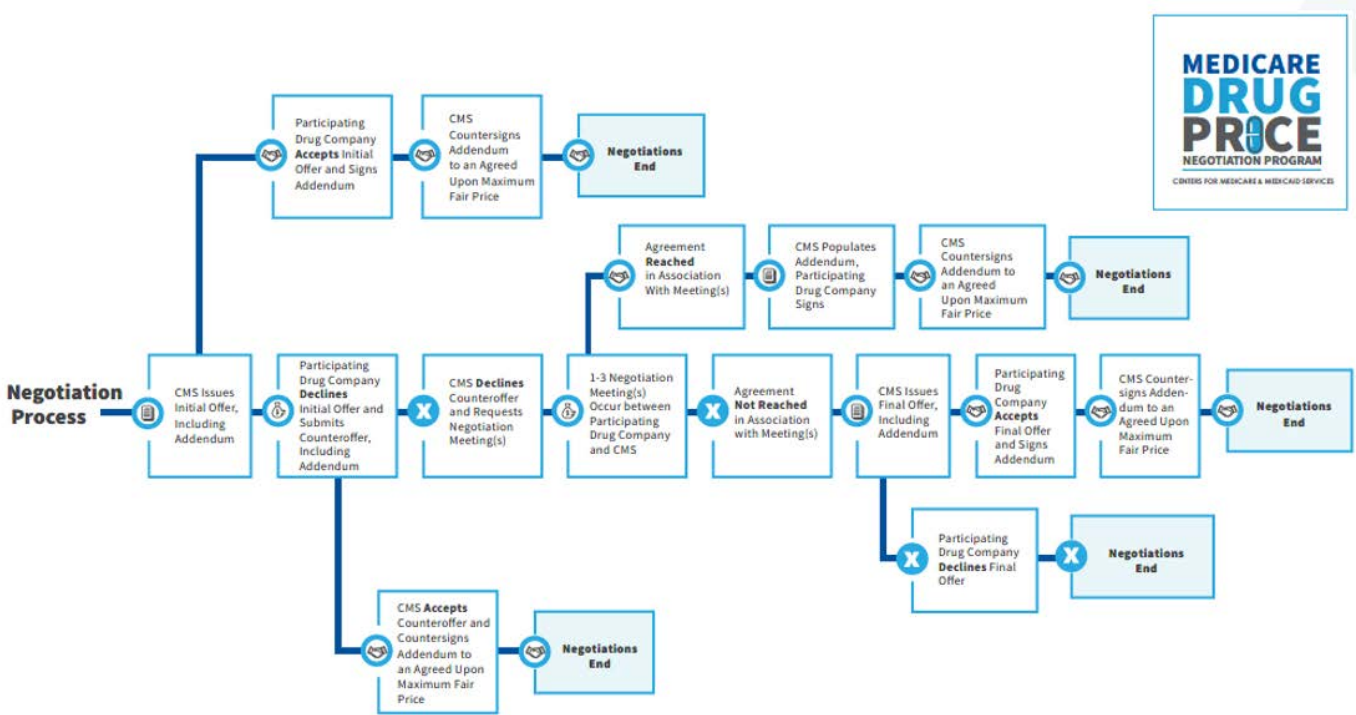 MEDICARE
DRUG
PRICE
NEGOTIATION PROGRAM
CENTERS FOR MEDICARE & MEDICAID SERVICES
Participating
Drug Company
Accepts Initial
Offer and Signs
Addendum
CMS
Countersigns
Addendum
to an Agreed
Upon Maximum
Fair Price
Negotiations
End
Agreement
Reached
in Association
With Meeting(s)
CMS Populates
Addendum,
Participating
Drug Company
Signs
CMS
Countersigns
Addendum to
an Agreed
Upon Maximum
Fair Price
Negotiations
End
Negotiation
Process
CMS Issues
Initial Offer,
Including
Addendum
Participating
Drug Company
Declines
Initial Offer and
Submits
Counteroffer,
Including
Addendum
X
CMS Declines
Counteroffer
and Requests
Negotiation
Meeting(s)
1-3 Negotiation
Meeting(s)
Occur between
Participating
Drug Company
and CMS
X
Agreement
Not Reached
in Association
with Meeting(s)
CMS Issues
Final Offer,
Including
Addendum
Participating
Drug
Company
Accepts
Final Offer
and Signs
Addendum
CMS Counter-
signs Adden-
dum to an
Agreed Upon
Maximum
Fair Price
Negotiations
End
X
Participating
Drug Company
Declines Final
Offer
X
Negotiations
End
CMS Accepts
Counteroffer and
Countersigns
Addendum to
an Agreed Upon
Maximum Fair
Price
Negotiations
End